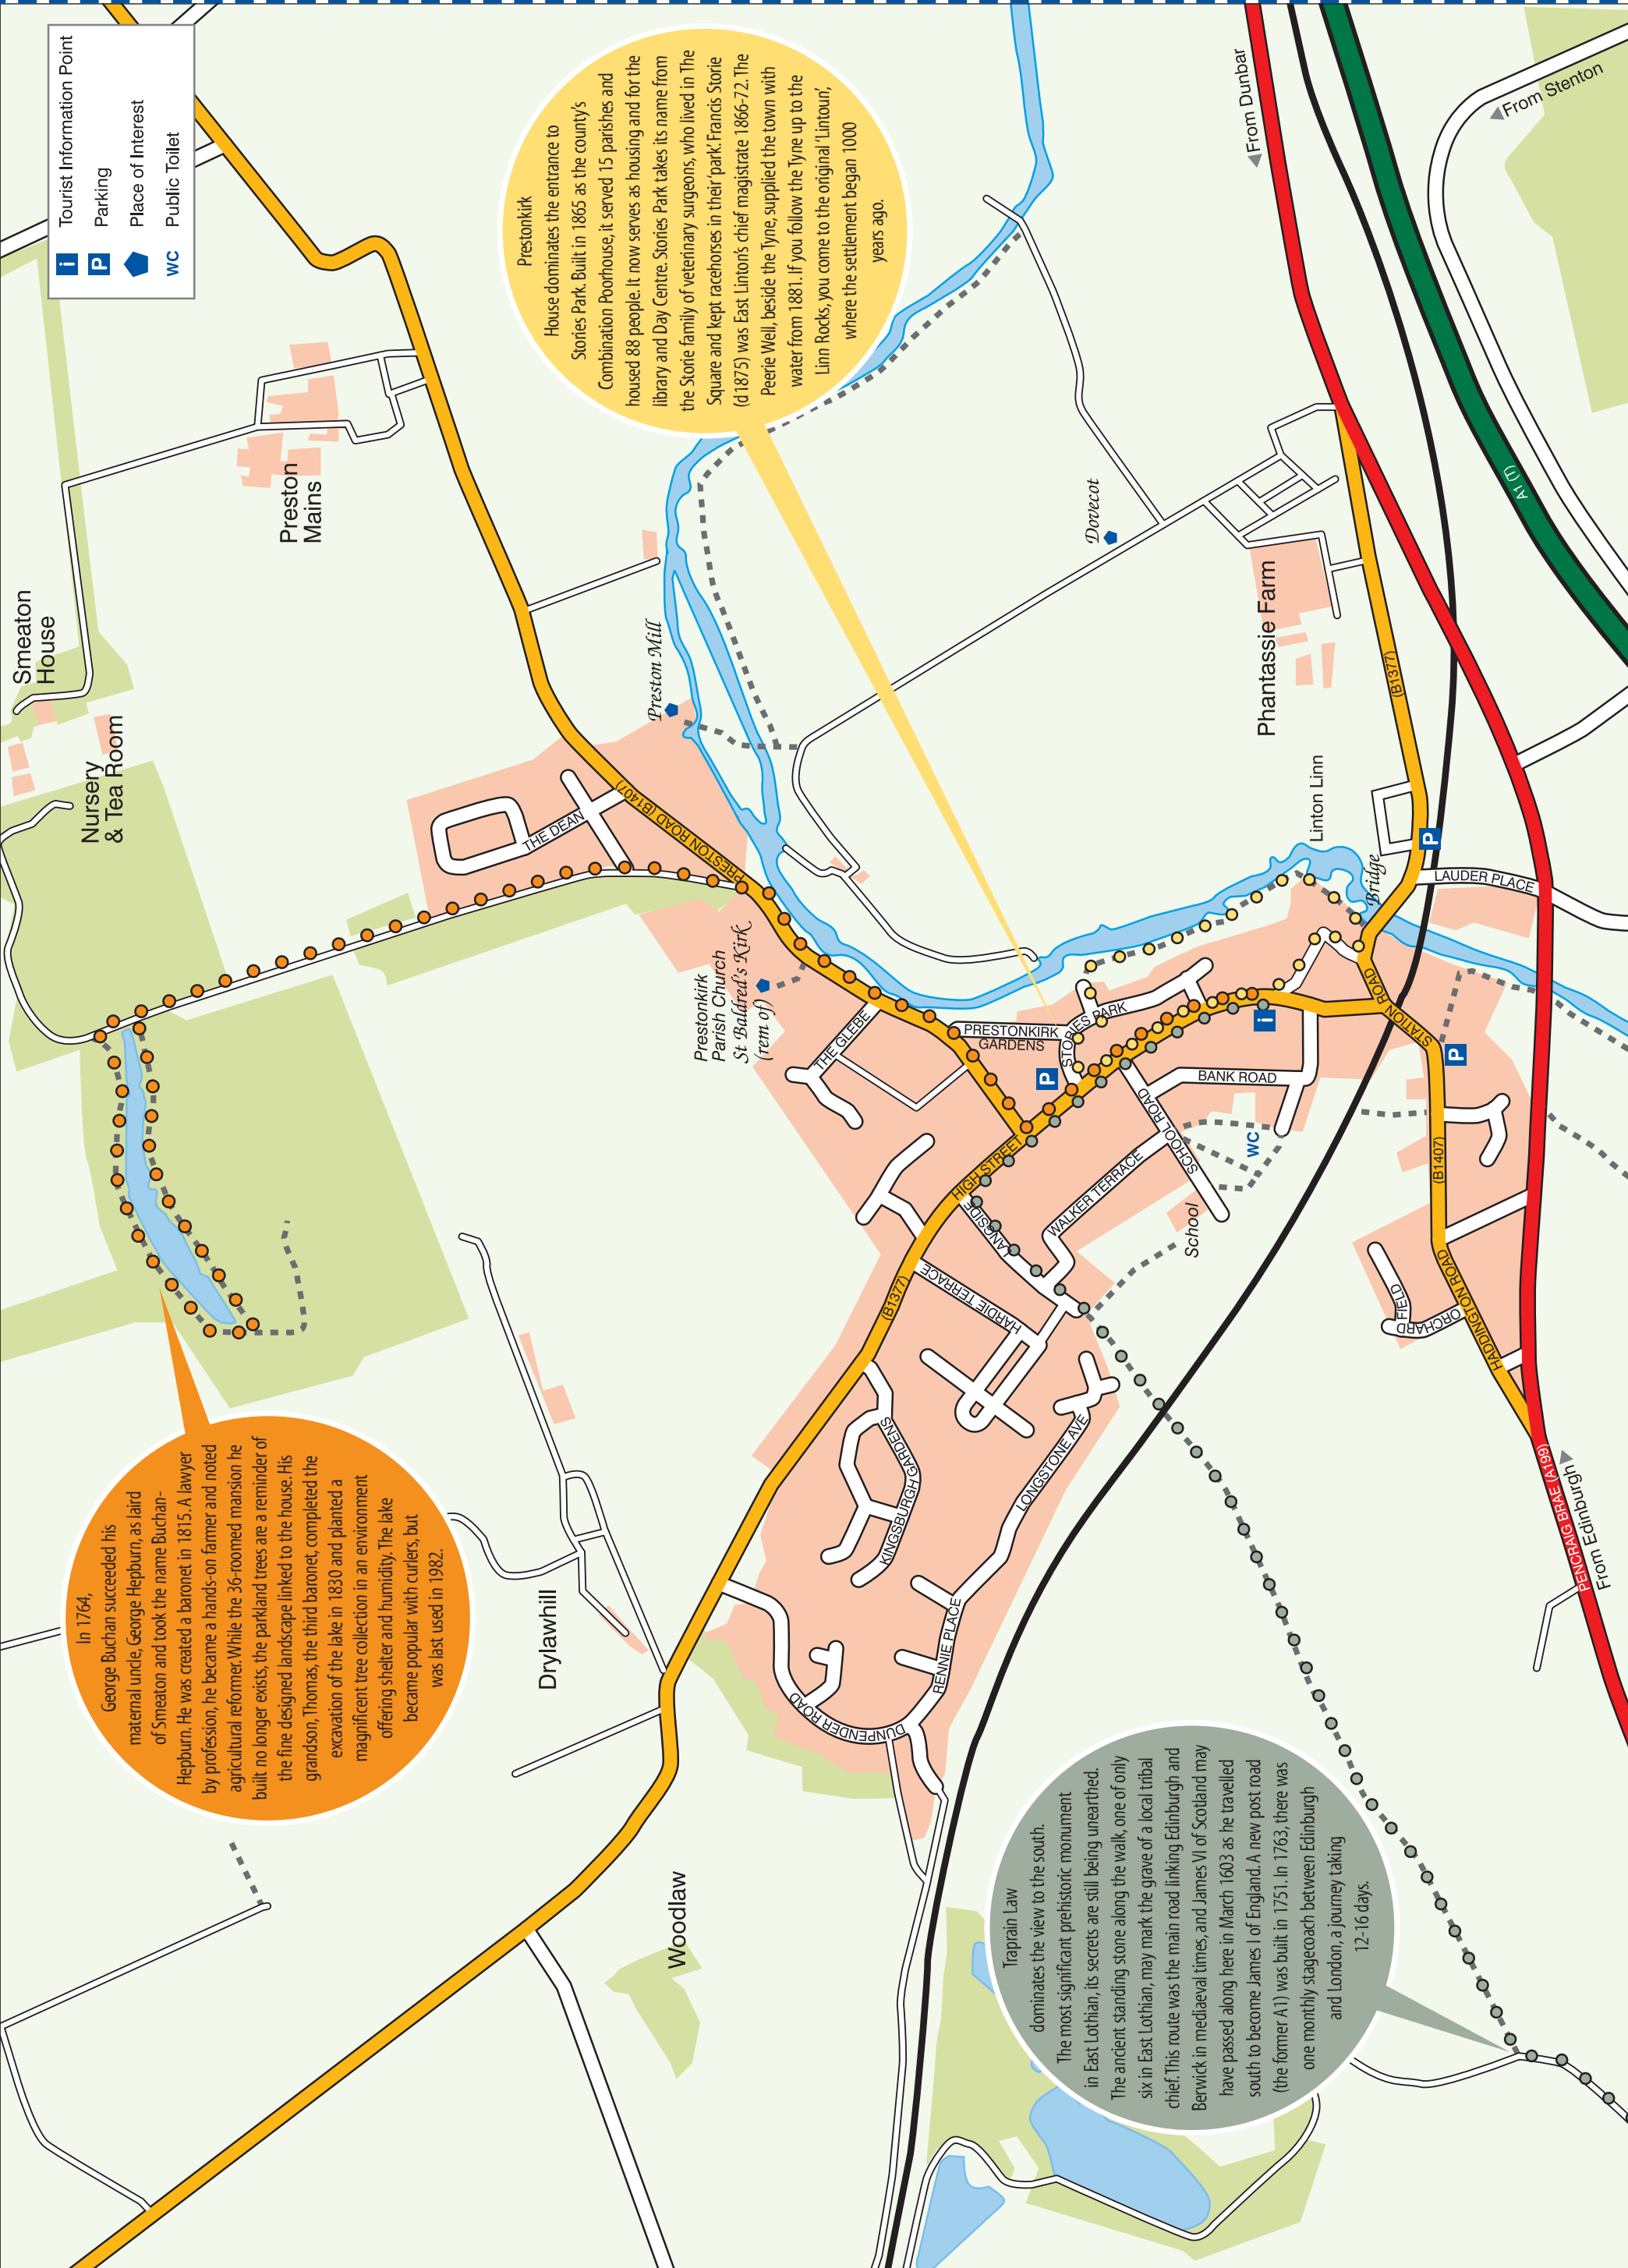 In 1764,
George Buchan succeeded his
maternal uncle, George Hepburn, as laird
of Smeaton and took the name Buchan-
Hepburn. He was created a baronet in 1815. A lawyer
by profession, he became a hands-on farmer and noted
agricultural reformer. While the 36-roomed mansion he
built no longer exists, the parkland trees are a reminder of
the fine designed landscape linked to the house. His
grandson, Thomas, the third baronet, completed the
excavation of the lake in 1830 and planted a
magnificent tree collection in an environment
offering shelter and humidity. The lake
became popular with curlers, but
was last used in 1982.
Nursery
& Tea Room
Smeaton
House
Preston
Mains
Tourist Information Point
P Parking
Place of Interest
WC Public Toilet
i
Prestonkirk
House dominates the entrance to
Stories Park. Built in 1865 as the county's
Combination Poorhouse, it served 15 parishes and
housed 88 people. It now serves as housing and for the
library and Day Centre. Stories Park takes its name from
the Storie family of veterinary surgeons, who lived in The
Square and kept racehorses in their 'park'. Francis Storie
(d 1875) was East Linton's chief magistrate 1866-72. The
Peerie Well, beside the Tyne, supplied the town with
water from 1881. If you follow the Tyne up to the
Linn Rocks, you come to the original 'Lintoun',
where the settlement began 1000
years ago.
Drylawhill
Woodlaw
THE DEAN
PRESTON ROAD (B1407)
Preston Mill
Prestonkirk
Parish Church
St Baldred's Kirk
(rem of)
THE GLEBE
PRESTONKIRK
GARDENS
STORIES PARK
P
HIGH STREET
(B1377)
LANGSIDE
HARDIE TERRACE
WALKER TERRACE
SCHOOL ROAD
SCHOOL
BANK ROAD
School
WC
i
KINGSBURGH GARDENS
LONGSTONE AVE
RENNIE PLACE
DUNPENDER ROAD
Dovecot
Phantassie Farm
Linton Linn
Bridge
P
(B1377)
LAUDER PLACE
STATION
ROAD
P
(B1407)
ORCHARD
FIELD
HADDINGTON ROAD
PENCRAIG BRAE (A199)
From Edinburgh
From Dunbar
From Stenton
A1 (T)
Traprain Law
dominates the view to the south.
The most significant prehistoric monument
in East Lothian, its secrets are still being unearthed.
The ancient standing stone along the walk, one of only
six in East Lothian, may mark the grave of a local tribal
chief. This route was the main road linking Edinburgh and
Berwick in mediaeval times, and James VI of Scotland may
have passed along here in March 1603 as he travelled
south to become James I of England. A new post road
(the former A1) was built in 1751. In 1763, there was
one monthly stagecoach between Edinburgh
and London, a journey taking
12-16 days.